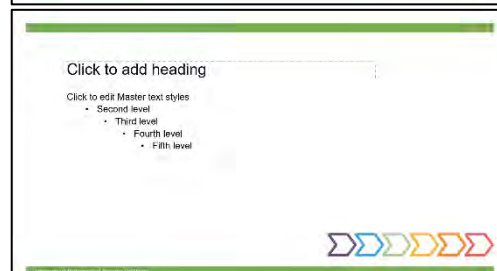 Click to add heading
Click to edit Master text styles
• Second level
• Third level
• Fourth level
• Fifth level